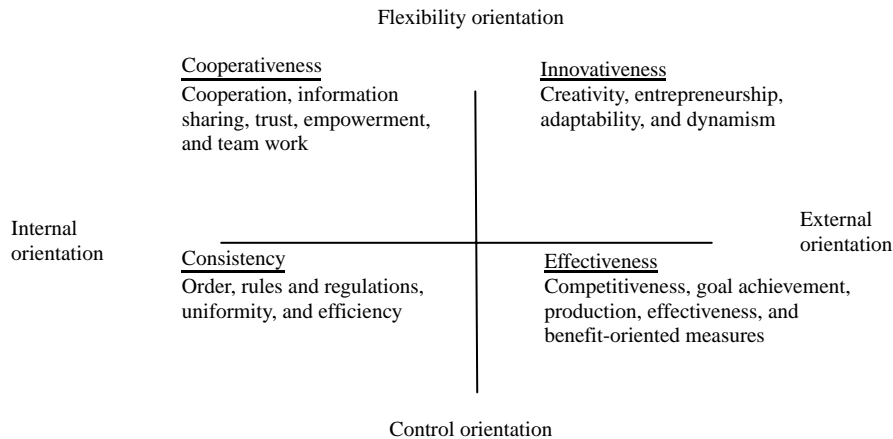 Flexibility orientation
Cooperativeness
Cooperation, information
sharing, trust, empowerment,
and team work
Innovativeness
Creativity, entrepreneurship,
adaptability, and dynamism
Internal
orientation
External
orientation
Consistency
Order, rules and regulations,
uniformity, and efficiency
Effectiveness
Competitiveness, goal achievement,
production, effectiveness, and
benefit-oriented measures
Control orientation